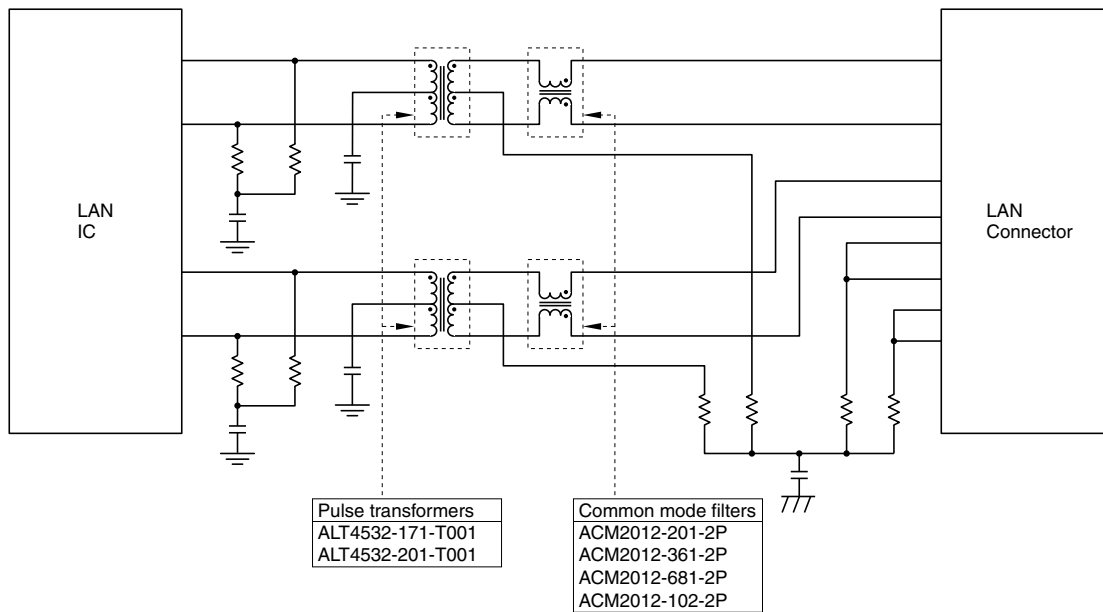 LAN
IC
LAN
Connector
Pulse transformers
ALT4532-171-T001
ALT4532-201-T001
Common mode filters
ACM2012-201-2P
ACM2012-361-2P
ACM2012-681-2P
ACM2012-102-2P